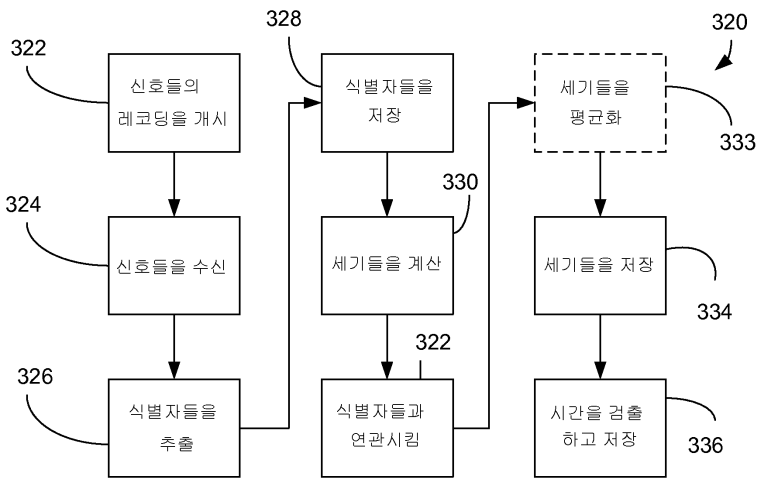 322
신호들의
레코딩을 개시
324
신호들을 수신
326
식별자들을
추출
328
식별자들을
저장
330
세기들을 계산
322
식별자들과
연관시킴
320
세기들을
평균화
333
세기들을 저장
334
시간을 검출
하고 저장
336